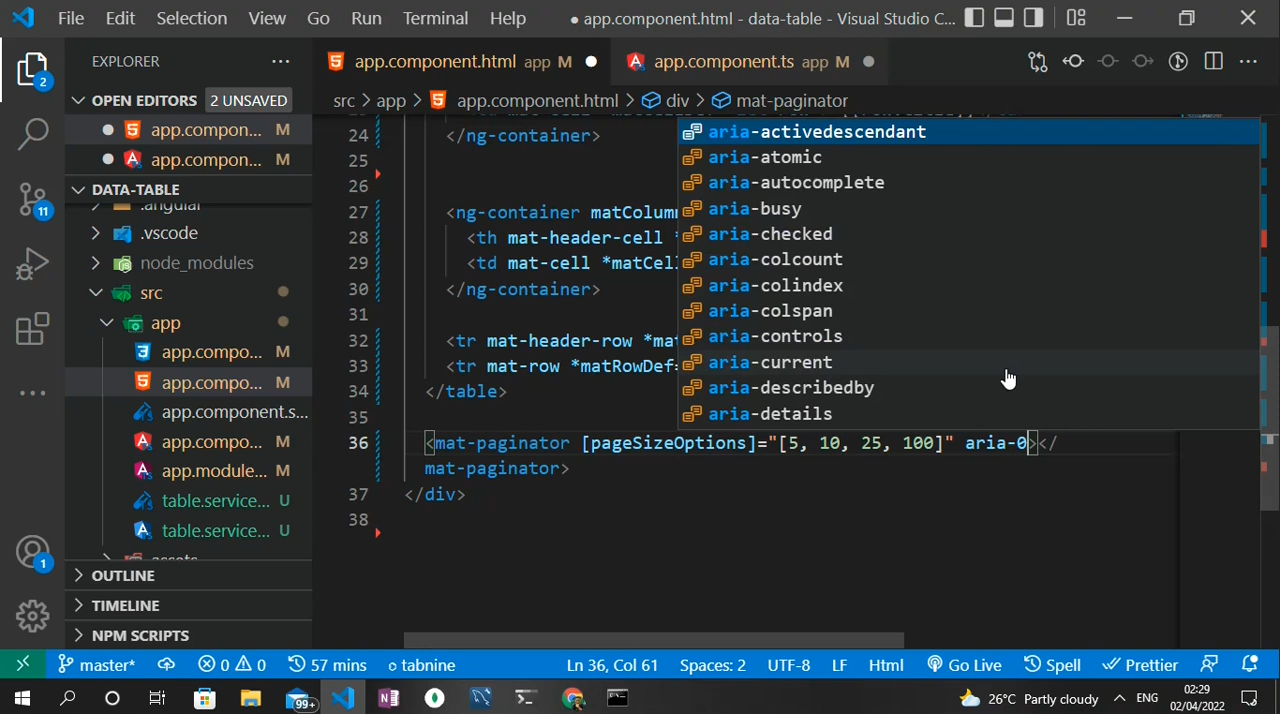 File Edit Selection View Go Run Terminal Help ● app.component.html - data-table - Visual Studio C...
EXPLORER ...
app.component.html app M ●
app.component.ts app M ●
OPEN EDITORS 2 UNSAVED
src > app > app.component.html > div > mat-paginator
app.compon... M
app.compon... M
DATA-TABLE
.angular
.vscode
node_modules
src
app
app.compo... M
app.compo... M
app.component.s...
app.compo... M
app.module... M
table.service... U
table.service... U
assets
OUTLINE
TIMELINE
NPM SCRIPTS
2
11
1
24 </ng-container>
25
26
27 <ng-container matColumn
28 <th mat-header-cell *
29 <td mat-cell *matCel
30 </ng-container>
31
32 <tr mat-header-row *mat
33 <tr mat-row *matRowDef=
34 </table>
35
36 <mat-paginator [pageSizeOptions]="[5, 10, 25, 100]" aria-0></
mat-paginator>
37 </div>
38
aria-activedescendant
aria-atomic
aria-autocomplete
aria-busy
aria-checked
aria-colcount
aria-colindex
aria-colspan
aria-controls
aria-current
aria-describedby
aria-details
master* 0 0 57 mins tabnine Ln 36, Col 61 Spaces: 2 UTF-8 LF Html Go Live Spell Prettier
99+ 26°C Partly cloudy ENG 02:29
02/04/2022